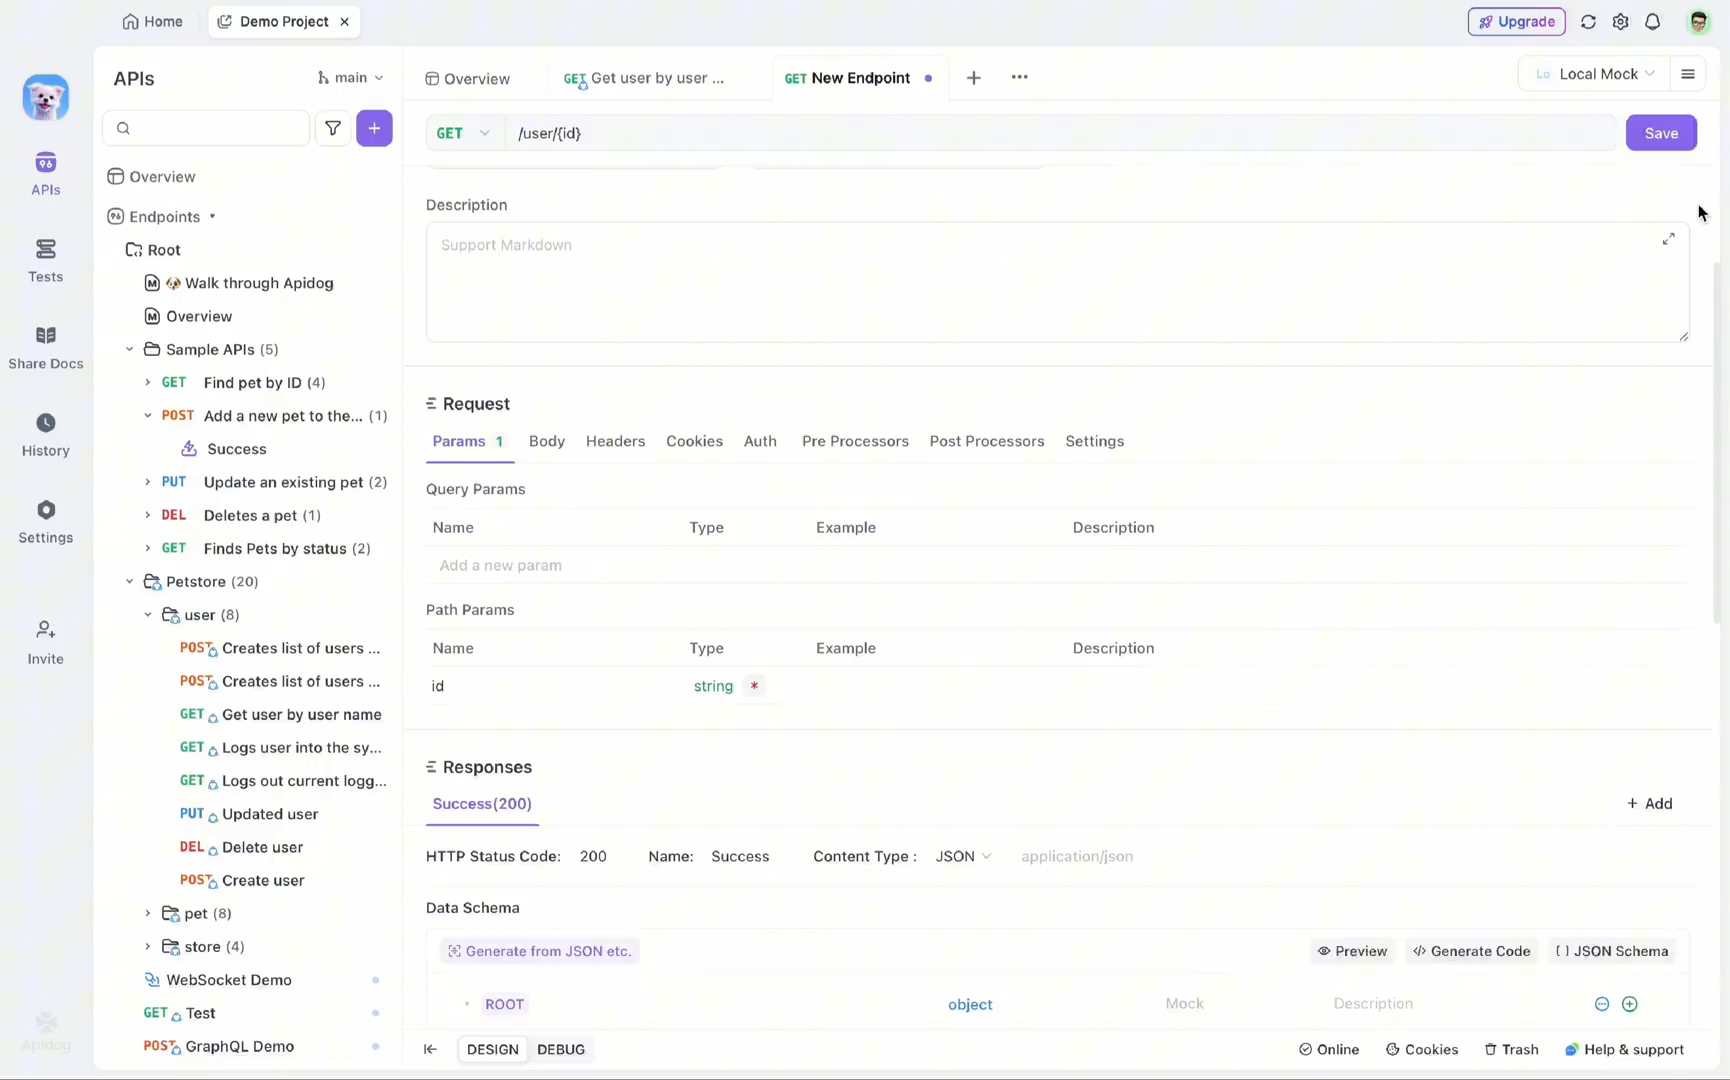 Home
Demo Project
Upgrade
APIs
Tests
Share Docs
History
Settings
Invite
apidog
APIs
main
Overview
Endpoints
Root
Walk through Apidog
Overview
Sample APIs (5)
GET Find pet by ID (4)
POST Add a new pet to the... (1)
Success
PUT Update an existing pet (2)
DEL Deletes a pet (1)
GET Finds Pets by status (2)
Petstore (20)
user (8)
POST Creates list of users ...
POST Creates list of users ...
GET Get user by user name
GET Logs user into the sy...
GET Logs out current logg...
PUT Updated user
DEL Delete user
POST Create user
pet (8)
store (4)
WebSocket Demo
GET Test
POST GraphQL Demo
Overview
GET Get user by user ...
GET New Endpoint
Lo Local Mock
GET /user/{id}
Save
Description
Support Markdown
Request
Params 1 Body Headers Cookies Auth Pre Processors Post Processors Settings
Query Params
Name Type Example Description
Add a new param
Path Params
Name Type Example Description
id string *
Responses
Success(200)
+ Add
HTTP Status Code: 200 Name: Success Content Type : JSON application/json
Data Schema
Generate from JSON etc.
Preview
Generate Code
JSON Schema
ROOT object Mock Description
DESIGN DEBUG
Online
Cookies
Trash
Help & support